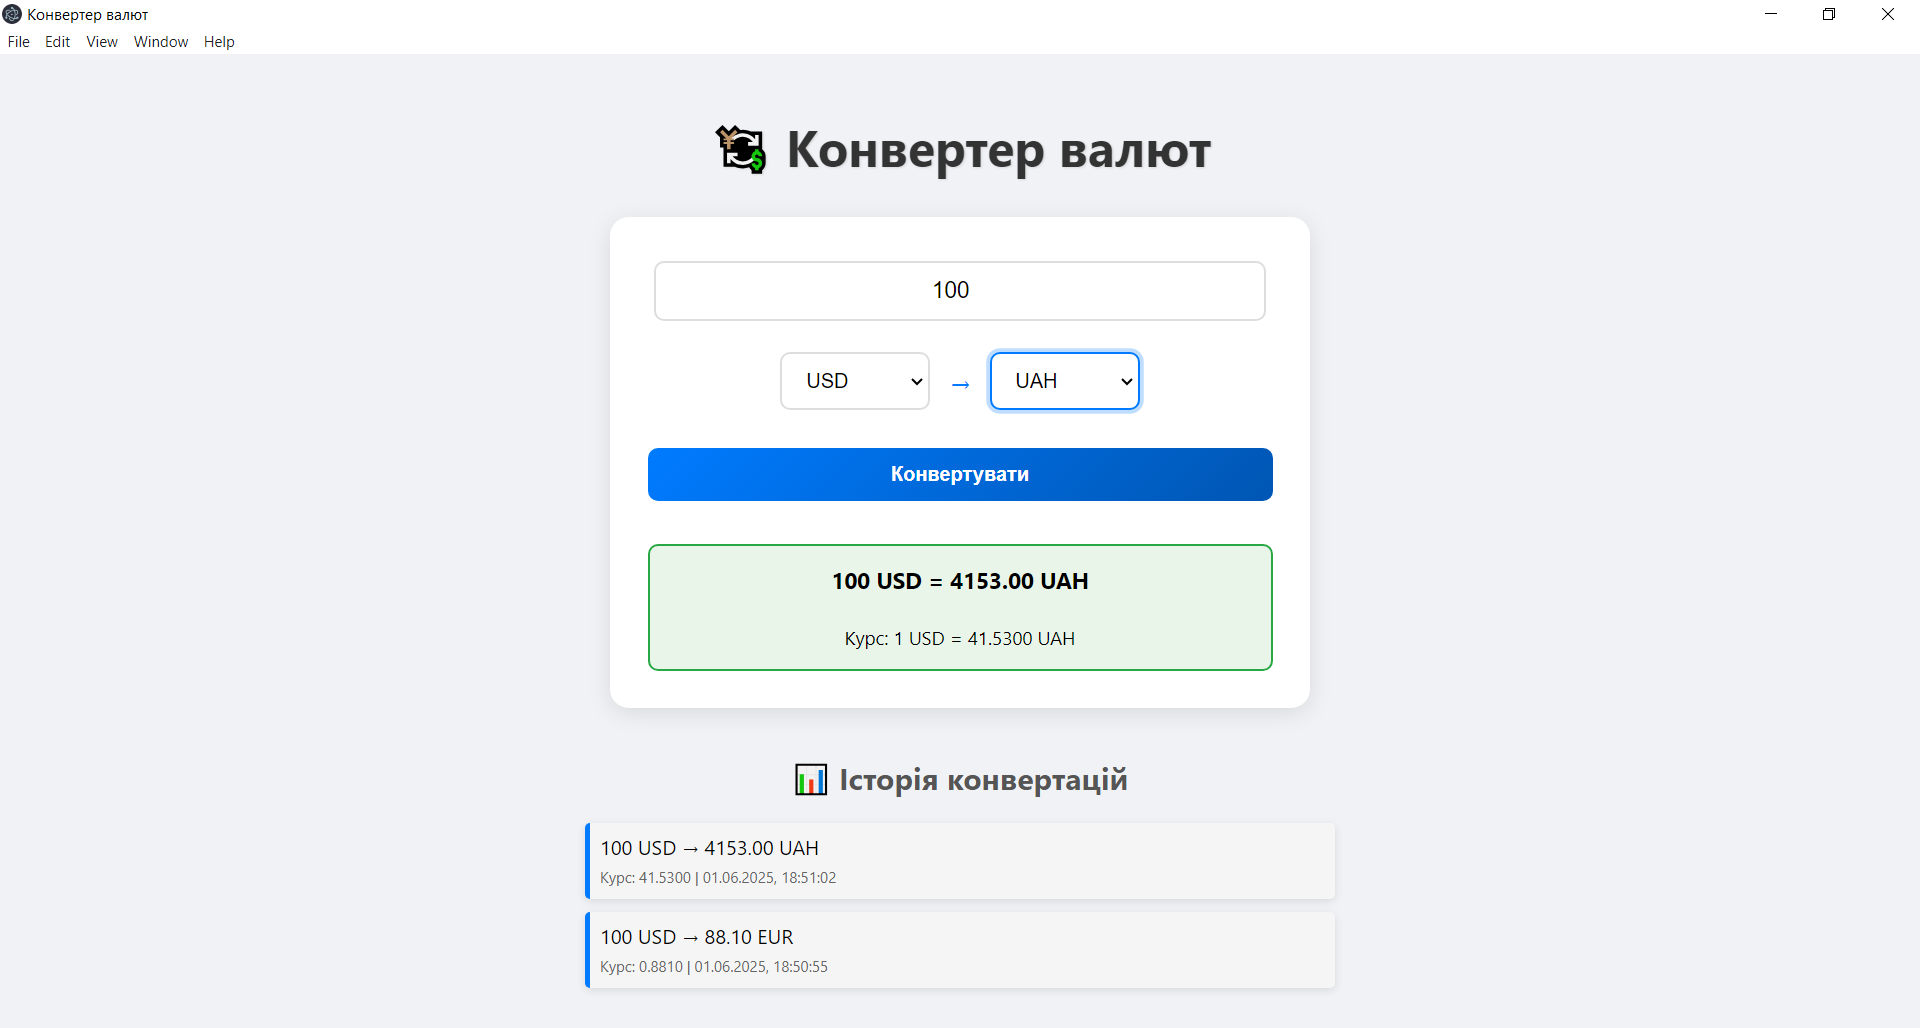 Конвертер валют
File Edit View Window Help
Конвертер валют
100
USD → UAH
Конвертувати
100 USD = 4153.00 UAH
Курс: 1 USD = 41.5300 UAH
Історія конвертацій
100 USD → 4153.00 UAH
Курс: 41.5300 | 01.06.2025, 18:51:02
100 USD → 88.10 EUR
Курс: 0.8810 | 01.06.2025, 18:50:55